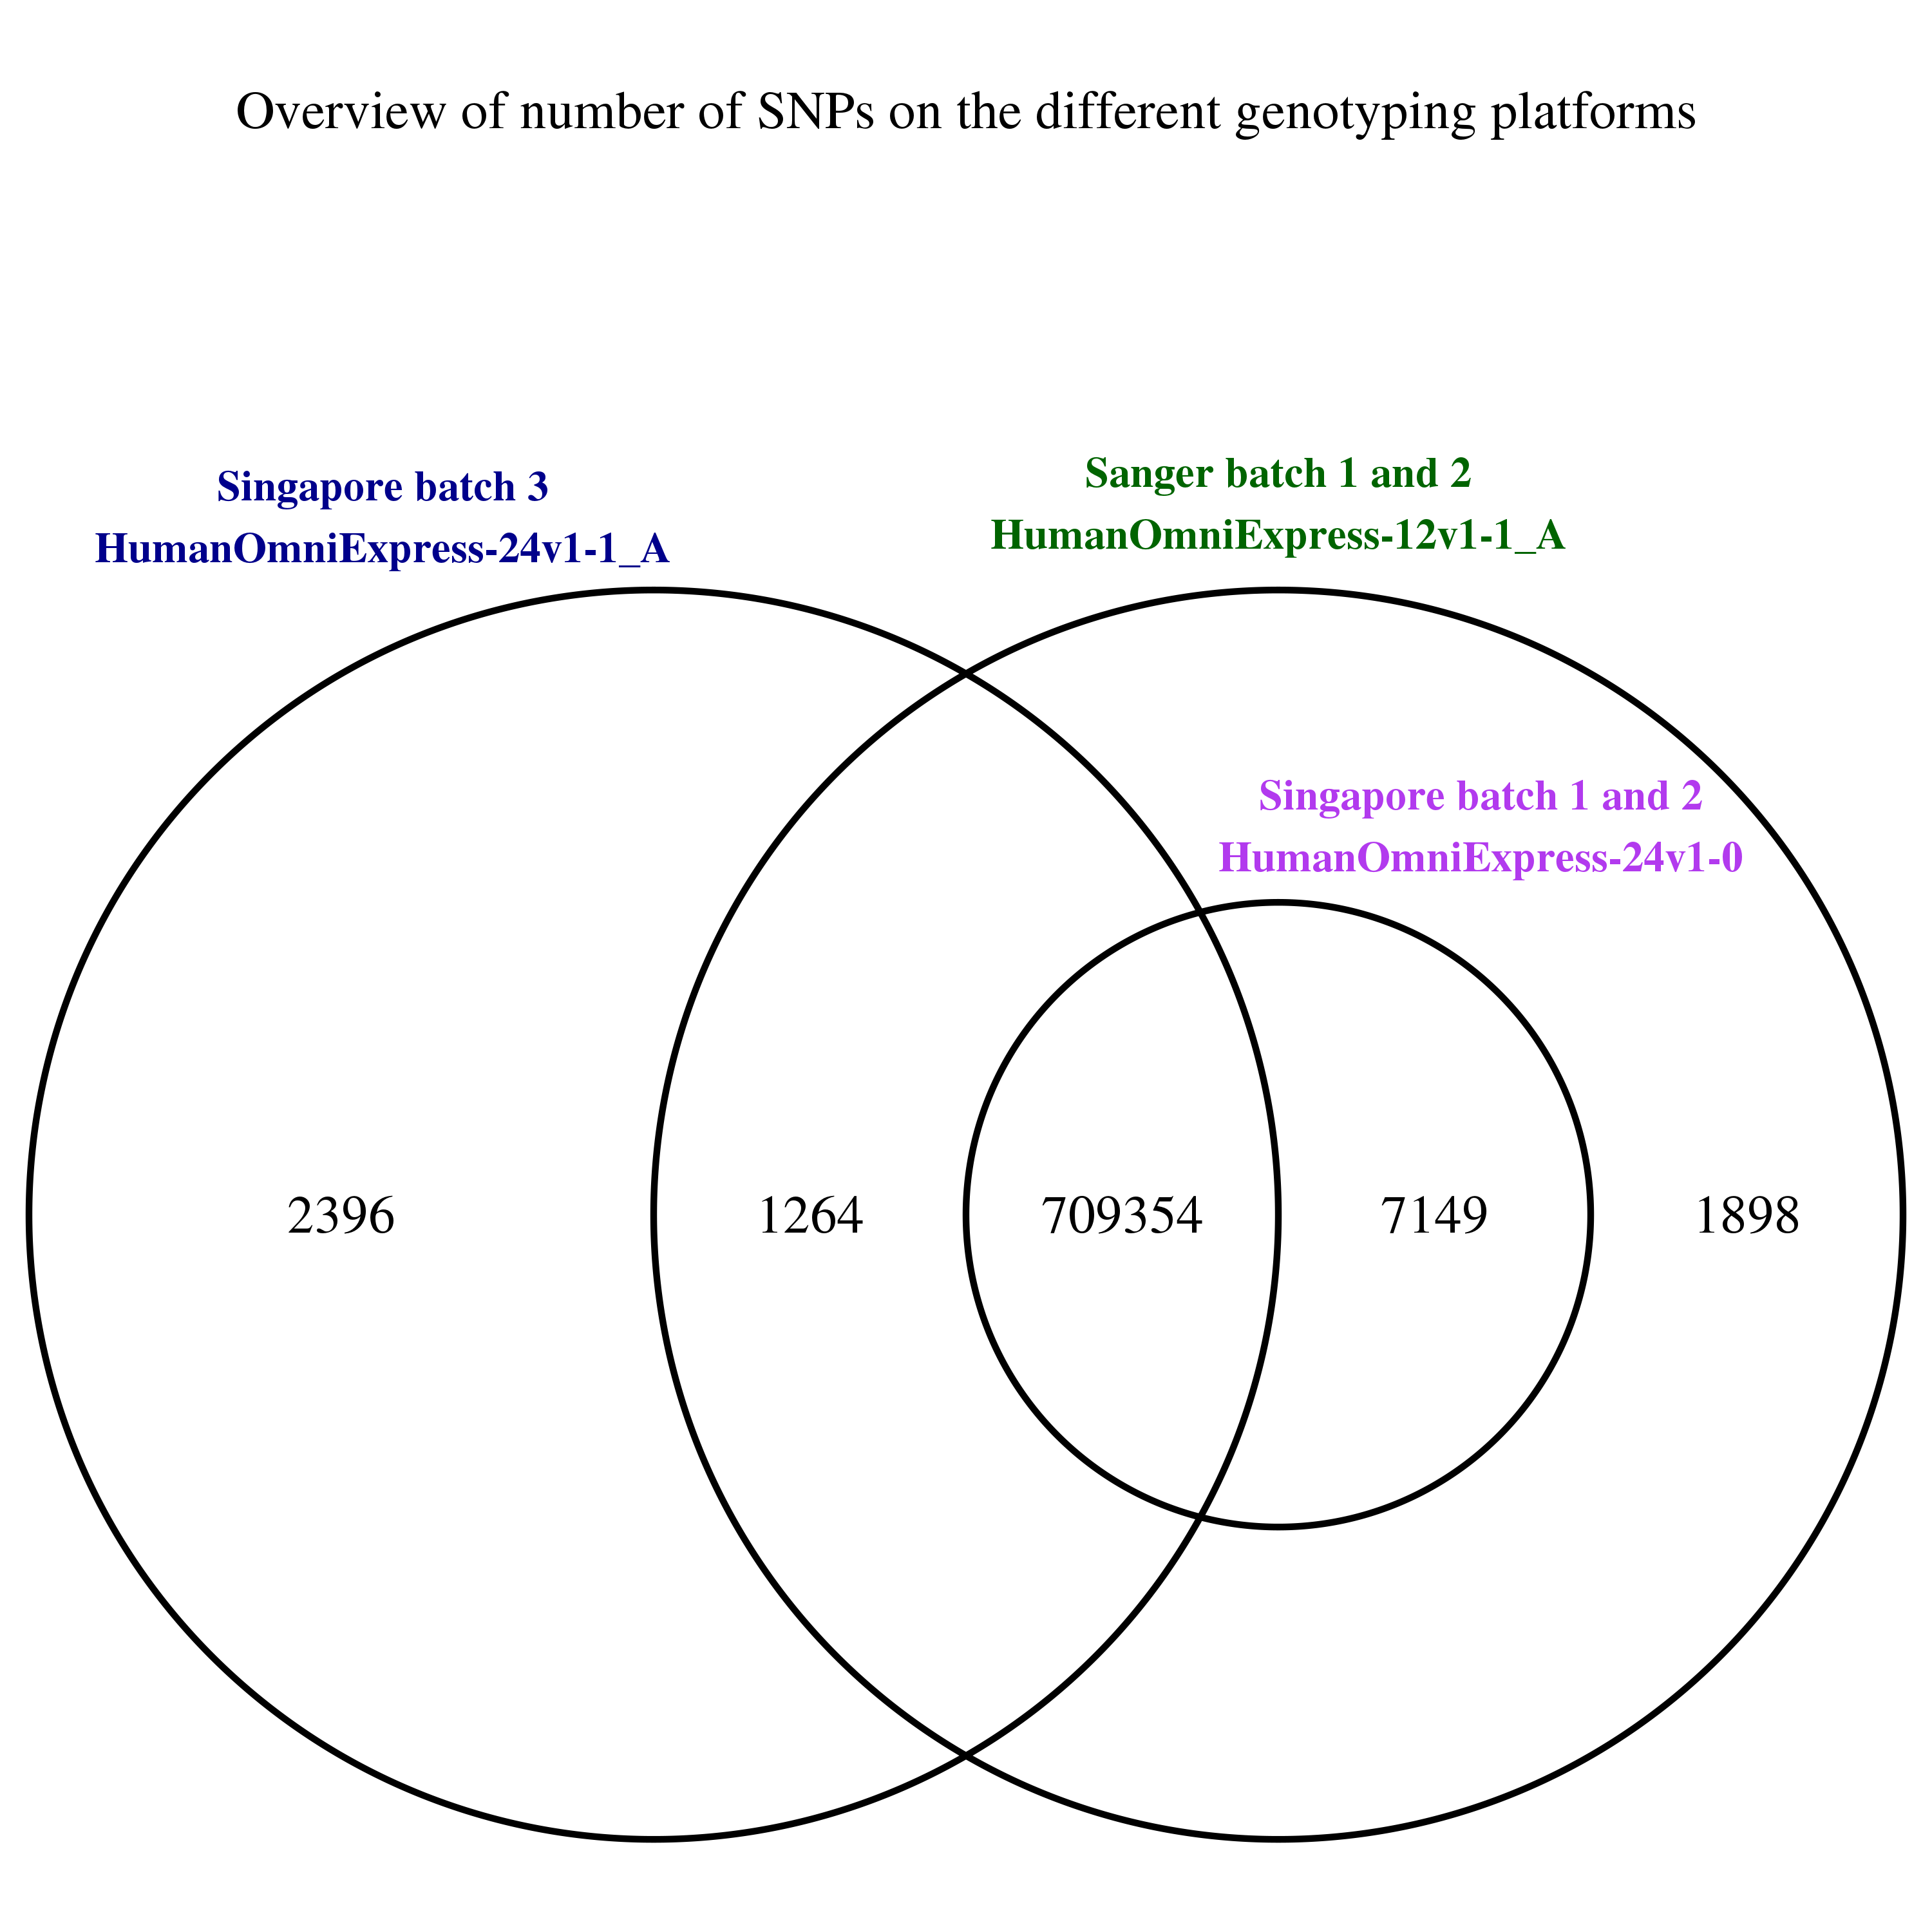 Overview of number of SNPs on the different genotyping platforms
Singapore batch 3
HumanOmniExpress-24v1-1_A
Sanger batch 1 and 2
HumanOmniExpress-12v1-1_A
Singapore batch 1 and 2
HumanOmniExpress-24v1-0
2396
1264
709354
7149
1898